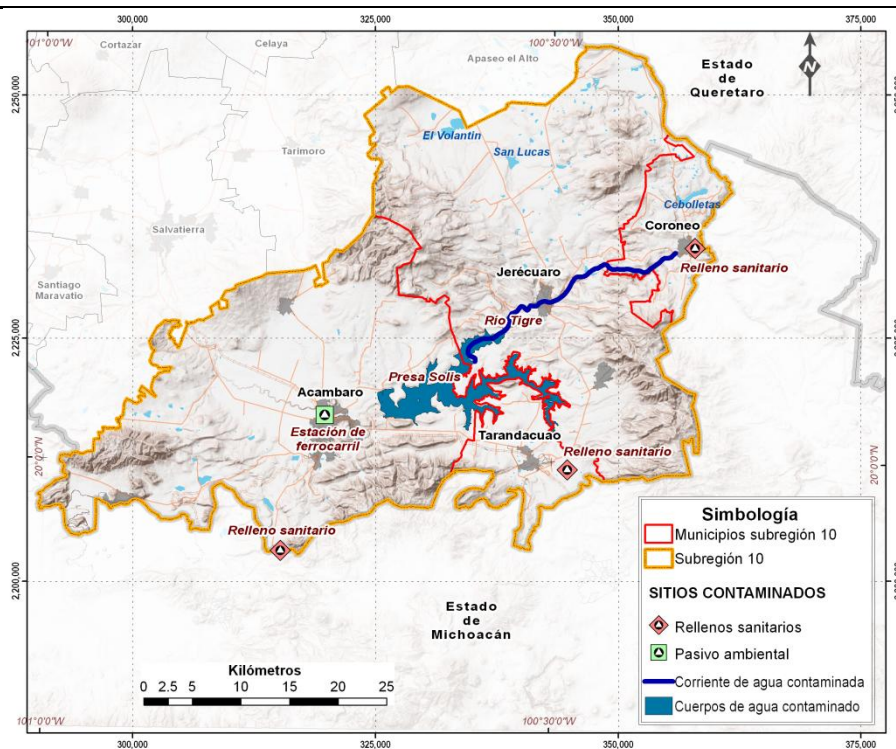 300,000
325,000
350,000
375,000
101°0'0"W
100°30'0"W
Cortazar
Celaya
Apaseo el Alto
Estado
de
Queretaro
N
2,250,000
El Volantin
San Lucas
Tarimoro
Cebolletas
Salvatierra
Coroneo
Relleno sanitario
Jerécuaro
Santiago
Maravatio
Rio Tigre
2,225,000
Presa Solis
Acambaro
Estación de
ferrocarril
Tarandacuao
Relleno sanitario
20°0'0"N
20°0'0"N
Relleno sanitario
2,200,000
Estado
de
Michoacán
Kilómetros
0 2.5 5 10 15 20 25
Simbología
Municipios subregión 10
Subregión 10
SITIOS CONTAMINADOS
Rellenos sanitarios
Pasivo ambiental
Corriente de agua contaminada
Cuerpos de agua contaminado
101°0'0"W
100°30'0"W
300,000
325,000
350,000
375,000